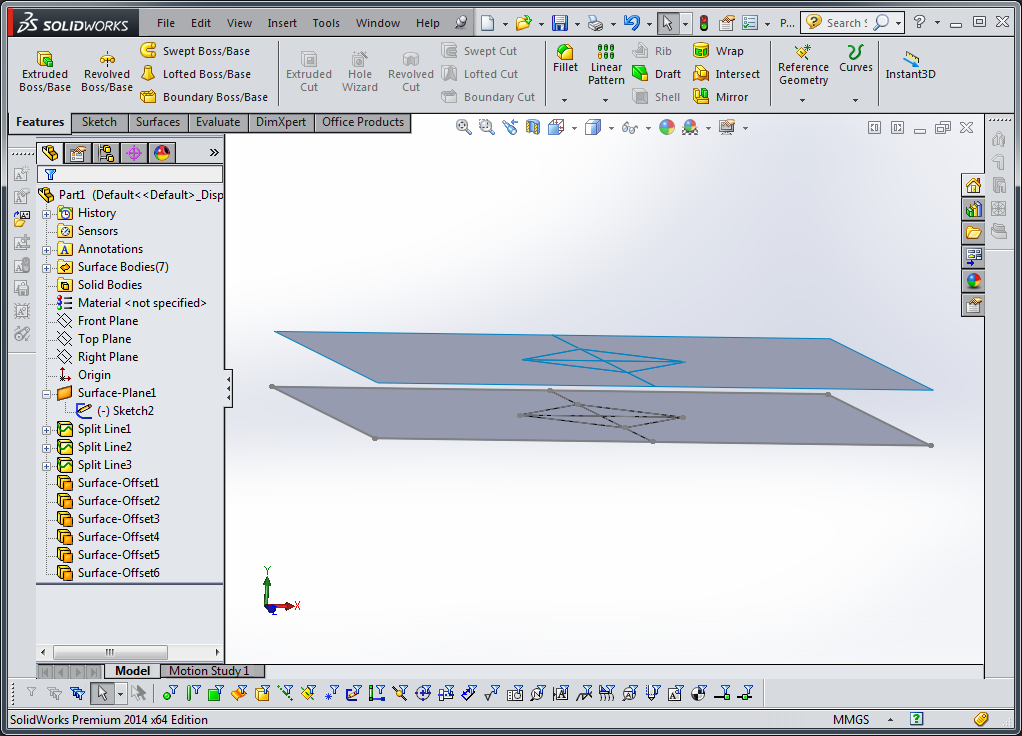 SOLIDWORKS File Edit View Insert Tools Window Help P... Search S
Extruded Boss/Base
Revolved Boss/Base
Swept Boss/Base
Lofted Boss/Base
Boundary Boss/Base
Extruded Cut
Hole Wizard
Revolved Cut
Swept Cut
Lofted Cut
Boundary Cut
Fillet
Linear Pattern
Rib
Draft
Shell
Wrap
Intersect
Mirror
Reference Geometry
Curves
Instant3D
Features Sketch Surfaces Evaluate DimXpert Office Products
Part1 (Default<<Default>_Disp
History
Sensors
Annotations
Surface Bodies(7)
Solid Bodies
Material <not specified>
Front Plane
Top Plane
Right Plane
Origin
Surface-Plane1
(-) Sketch2
Split Line1
Split Line2
Split Line3
Surface-Offset1
Surface-Offset2
Surface-Offset3
Surface-Offset4
Surface-Offset5
Surface-Offset6
Y
X
Z
Model Motion Study 1
SolidWorks Premium 2014 x64 Edition MMGS